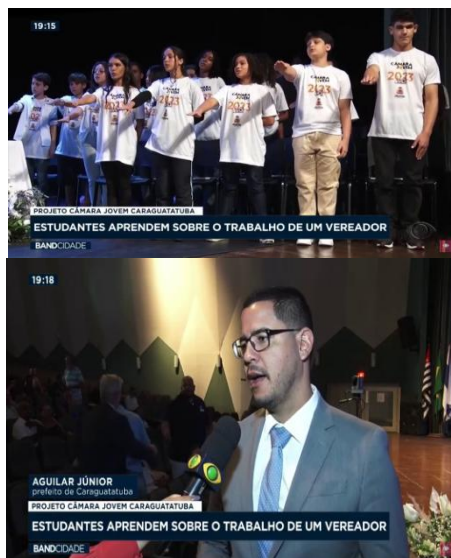 19:15
CÂMARA
JOVEM
2023
PROJETO CÂMARA JOVEM CARAGUATATUBA
ESTUDANTES APRENDEM SOBRE O TRABALHO DE UM VEREADOR
BANDCIDADE
19:18
AGUILAR JÚNIOR
prefeito de Caraguatatuba
PROJETO CÂMARA JOVEM CARAGUATATUBA
ESTUDANTES APRENDEM SOBRE O TRABALHO DE UM VEREADOR
BANDCIDADE